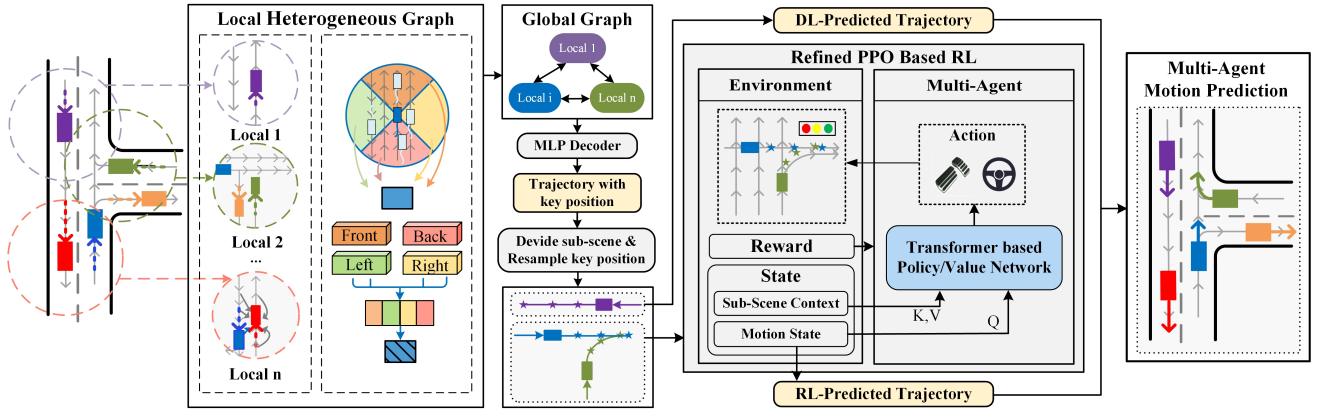 Local Heterogeneous Graph
Local 1
Local 2
...
Local n
Front
Back
Left
Right
Global Graph
Local 1
Local i
Local n
MLP Decoder
Trajectory with
key position
Devide sub-scene &
Resample key position
DL-Predicted Trajectory
Refined PPO Based RL
Environment
Multi-Agent
Action
Reward
State
Sub-Scene Context
Motion State
Transformer based
Policy/Value Network
K,V
Q
RL-Predicted Trajectory
Multi-Agent
Motion Prediction